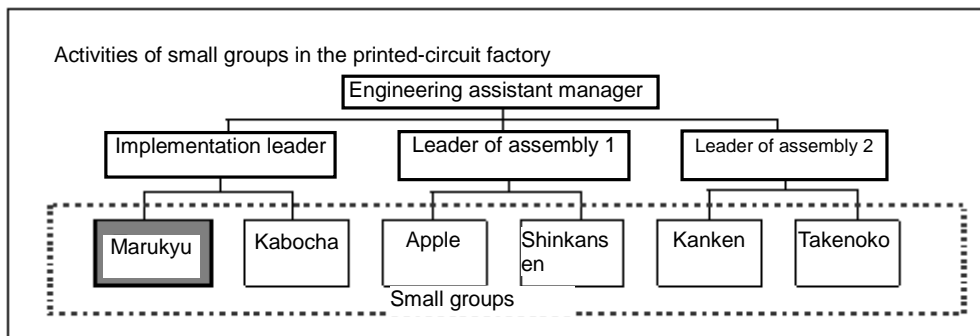 Activities of small groups in the printed-circuit factory
Engineering assistant manager
Implementation leader
Leader of assembly 1
Leader of assembly 2
Marukyu
Kabocha
Apple
Shinkans
en
Kanken
Takenoko
Small groups